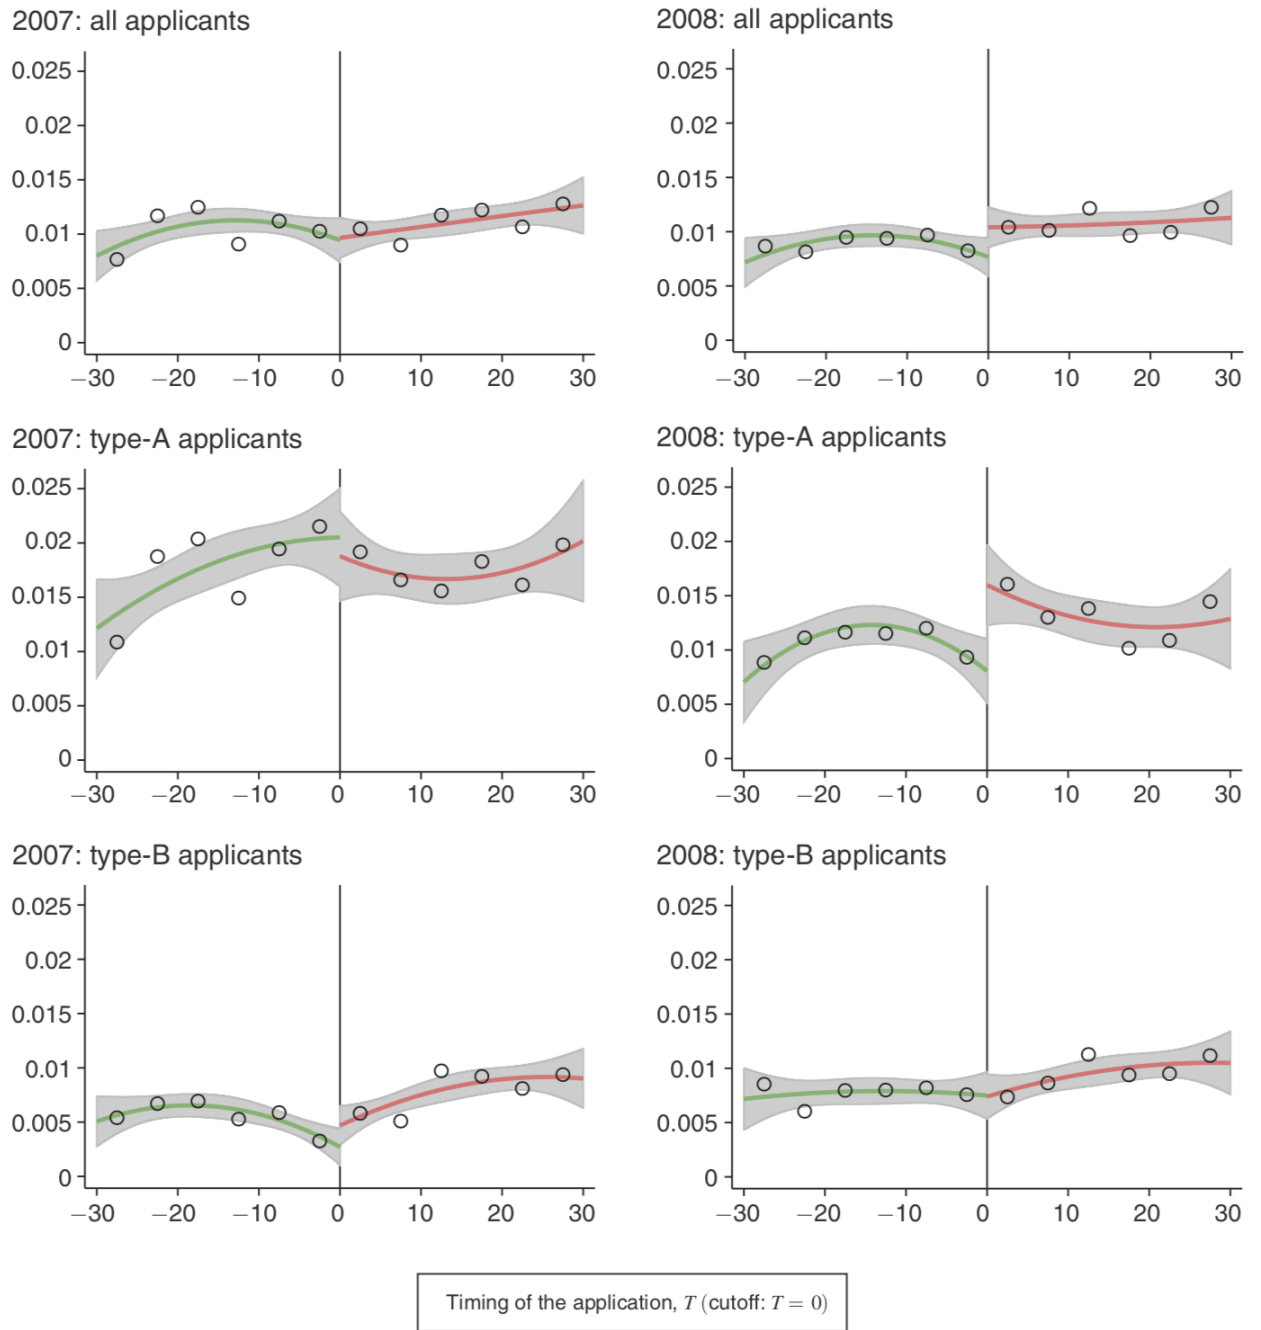 2007: all applicants
0.025
0.02
0.015
0.01
0.005
0
−30 −20 −10 0 10 20 30
2008: all applicants
0.025
0.02
0.015
0.01
0.005
0
−30 −20 −10 0 10 20 30
2007: type-A applicants
0.025
0.02
0.015
0.01
0.005
0
−30 −20 −10 0 10 20 30
2008: type-A applicants
0.025
0.02
0.015
0.01
0.005
0
−30 −20 −10 0 10 20 30
2007: type-B applicants
0.025
0.02
0.015
0.01
0.005
0
−30 −20 −10 0 10 20 30
2008: type-B applicants
0.025
0.02
0.015
0.01
0.005
0
−30 −20 −10 0 10 20 30
Timing of the application, T (cutoff: T = 0)